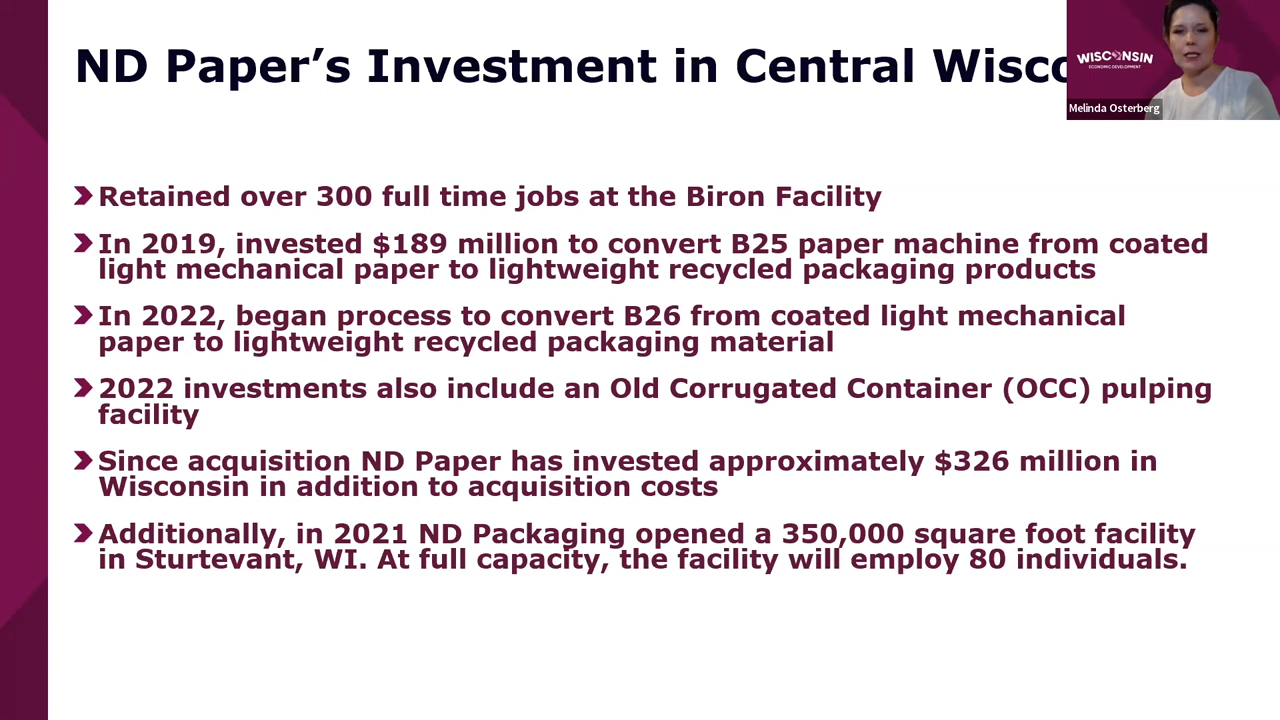 ND Paper’s Investment in Central Wisco
WISCONSIN
ECONOMIC DEVELOPMENT
Melinda Osterberg
Retained over 300 full time jobs at the Biron Facility
In 2019, invested $189 million to convert B25 paper machine from coated
light mechanical paper to lightweight recycled packaging products
In 2022, began process to convert B26 from coated light mechanical
paper to lightweight recycled packaging material
2022 investments also include an Old Corrugated Container (OCC) pulping
facility
Since acquisition ND Paper has invested approximately $326 million in
Wisconsin in addition to acquisition costs
Additionally, in 2021 ND Packaging opened a 350,000 square foot facility
in Sturtevant, WI. At full capacity, the facility will employ 80 individuals.